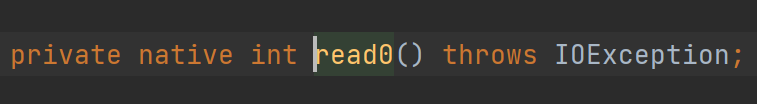 private native int read0() throws IOException;